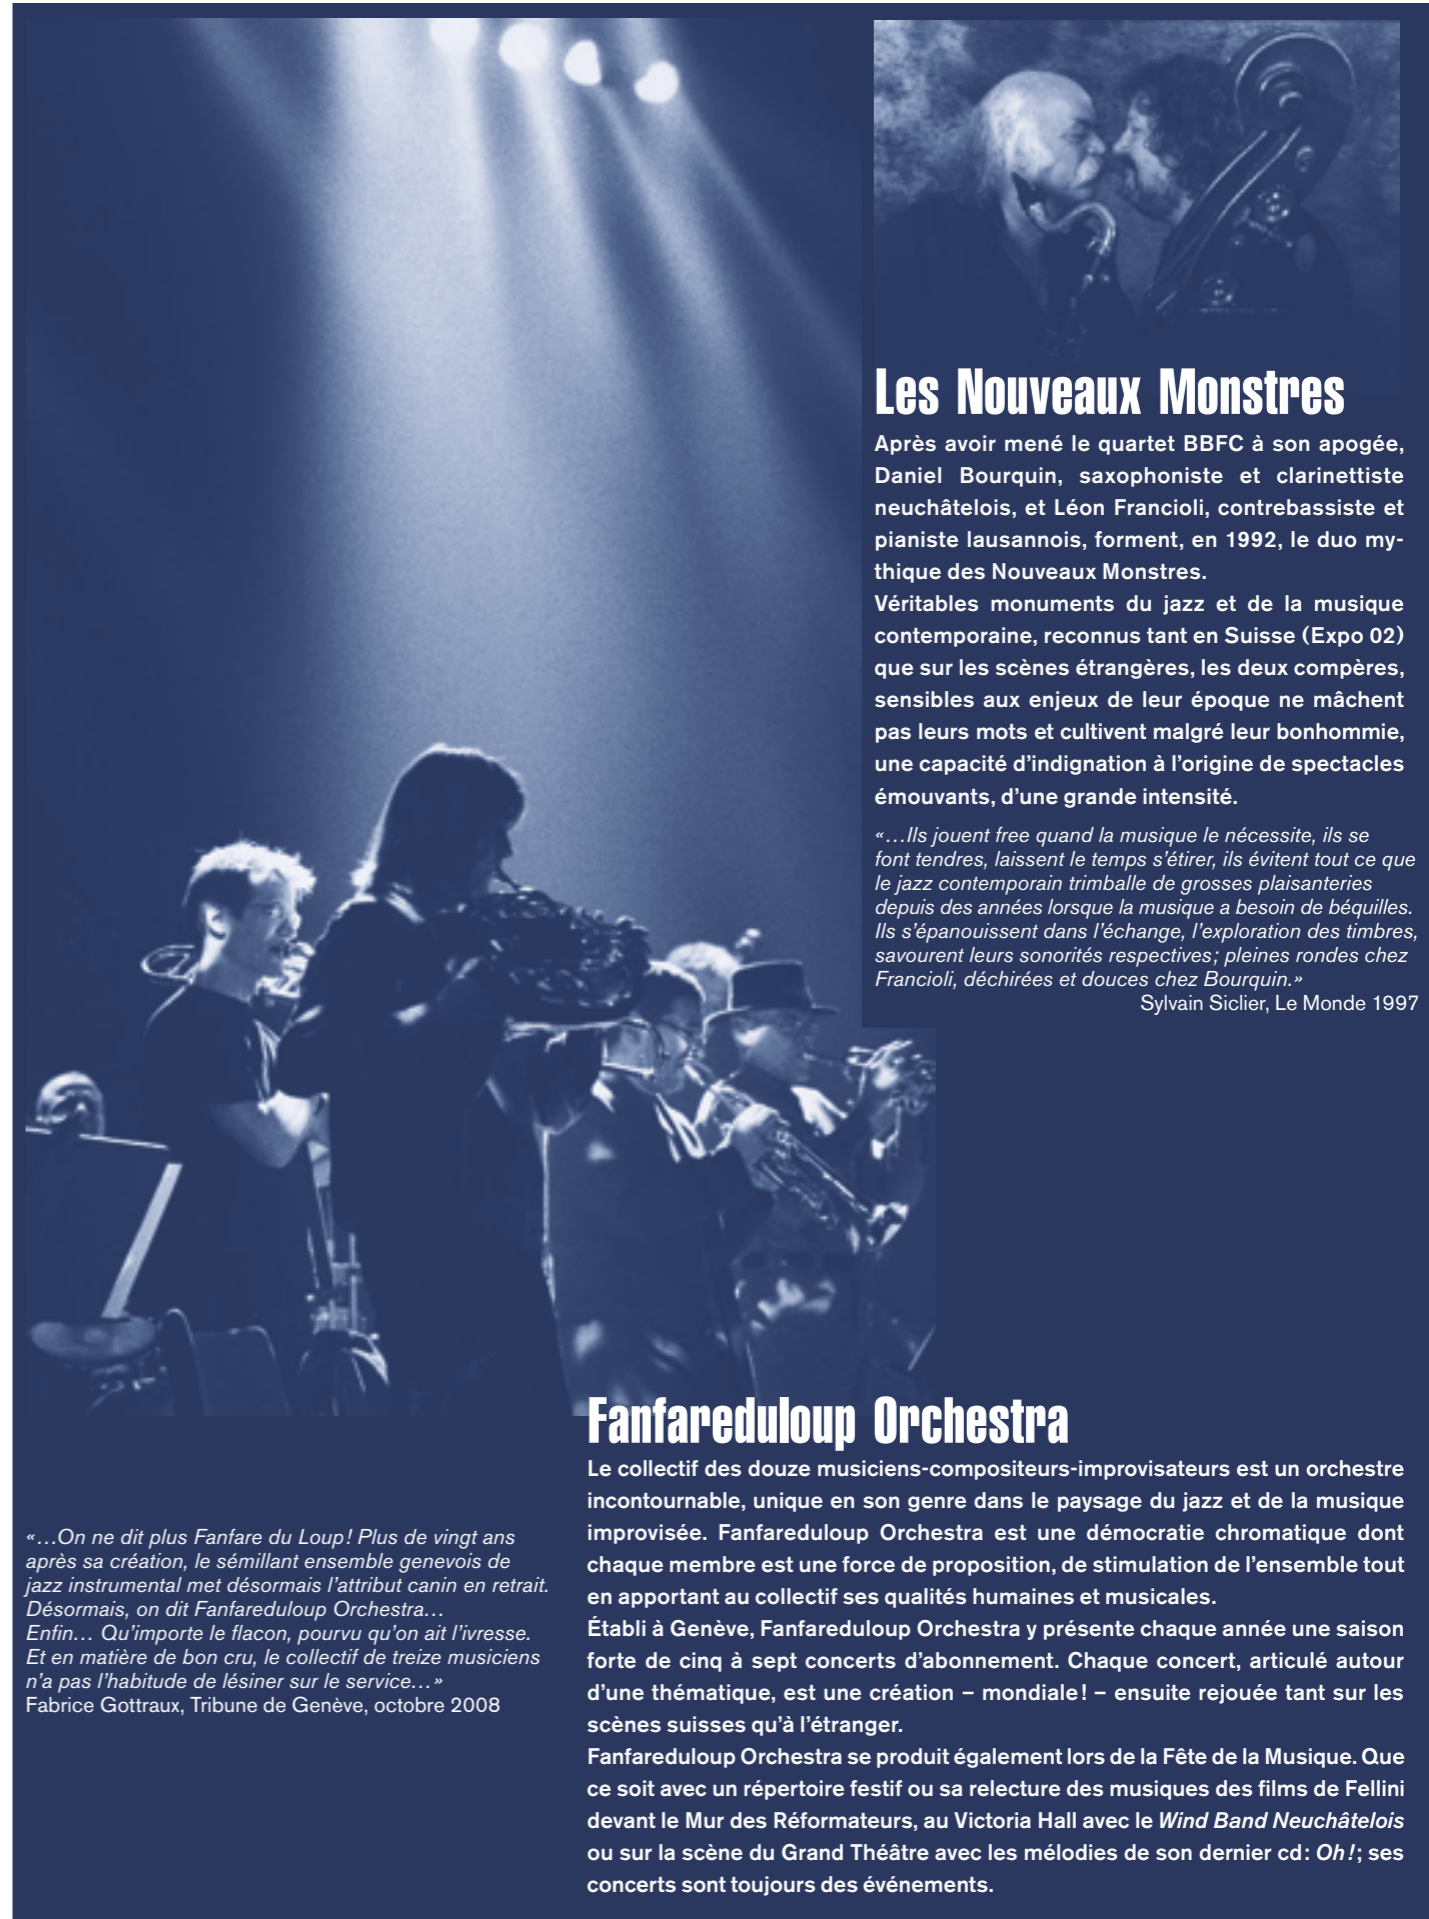 Les Nouveaux Monstres
Après avoir mené le quartet BBFC à son apogée,
Daniel Bourquin, saxophoniste et clarinettiste
neuchâtelois, et Léon Francioli, contrebassiste et
pianiste lausannois, forment, en 1992, le duo my-
thique des Nouveaux Monstres.
Véritables monuments du jazz et de la musique
contemporaine, reconnus tant en Suisse (Expo 02)
que sur les scènes étrangères, les deux compères,
sensibles aux enjeux de leur époque ne mâchent
pas leurs mots et cultivent malgré leur bonhommie,
une capacité d’indignation à l’origine de spectacles
émouvants, d’une grande intensité.
«…Ils jouent free quand la musique le nécessite, ils se
font tendres, laissent le temps s’étirer, ils évitent tout ce que
le jazz contemporain trimballe de grosses plaisanteries
depuis des années lorsque la musique a besoin de béquilles.
Ils s’épanouissent dans l’échange, l’exploration des timbres,
savourent leurs sonorités respectives; pleines rondes chez
Francioli, déchirées et douces chez Bourquin.»
Sylvain Siclier, Le Monde 1997
Fanfareduloup Orchestra
Le collectif des douze musiciens-compositeurs-improvisateurs est un orchestre
incontournable, unique en son genre dans le paysage du jazz et de la musique
improvisée. Fanfareduloup Orchestra est une démocratie chromatique dont
chaque membre est une force de proposition, de stimulation de l’ensemble tout
en apportant au collectif ses qualités humaines et musicales.
Établi à Genève, Fanfareduloup Orchestra y présente chaque année une saison
forte de cinq à sept concerts d’abonnement. Chaque concert, articulé autour
d’une thématique, est une création – mondiale! – ensuite rejouée tant sur les
scènes suisses qu’à l’étranger.
Fanfareduloup Orchestra se produit également lors de la Fête de la Musique. Que
ce soit avec un répertoire festif ou sa relecture des musiques des films de Fellini
devant le Mur des Réformateurs, au Victoria Hall avec le Wind Band Neuchâtelois
ou sur la scène du Grand Théâtre avec les mélodies de son dernier cd: Oh!; ses
concerts sont toujours des événements.
«…On ne dit plus Fanfare du Loup! Plus de vingt ans
après sa création, le sémillant ensemble genevois de
jazz instrumental met désormais l’attribut canin en retrait.
Désormais, on dit Fanfareduloup Orchestra…
Enfin… Qu’importe le flacon, pourvu qu’on ait l’ivresse.
Et en matière de bon cru, le collectif de treize musiciens
n’a pas l’habitude de lésiner sur le service…»
Fabrice Gottraux, Tribune de Genève, octobre 2008